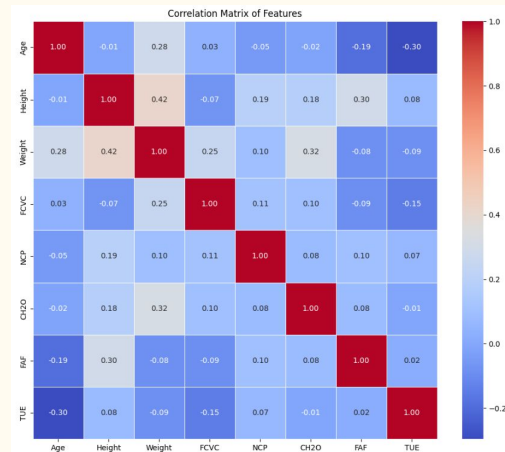 Correlation Matrix of Features
Age 1.00 -0.01 0.28 0.03 -0.05 -0.02 -0.19 -0.30
Height -0.01 1.00 0.42 -0.07 0.19 0.18 0.30 0.08
Weight 0.28 0.42 1.00 0.25 0.10 0.32 -0.08 -0.09
FCVC 0.03 -0.07 0.25 1.00 0.11 0.10 -0.09 -0.15
NCP -0.05 0.19 0.10 0.11 1.00 0.08 0.10 0.07
CH2O -0.02 0.18 0.32 0.10 0.08 1.00 0.08 -0.01
FAF -0.19 0.30 -0.08 -0.09 0.10 0.08 1.00 0.02
TUE -0.30 0.08 -0.09 -0.15 0.07 -0.01 0.02 1.00
Age Height Weight FCVC NCP CH2O FAF TUE
1.0
0.8
0.6
0.4
0.2
0.0
-0.2